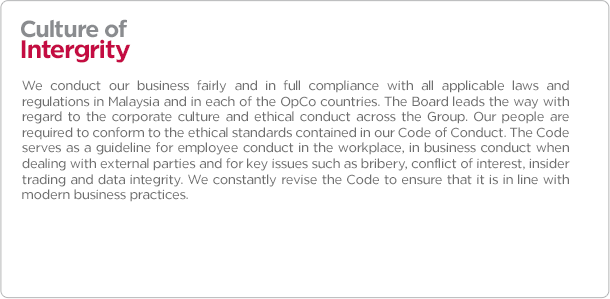 Culture of
Intergrity
We conduct our business fairly and in full compliance with all applicable laws and
regulations in Malaysia and in each of the OpCo countries. The Board leads the way with
regard to the corporate culture and ethical conduct across the Group. Our people are
required to conform to the ethical standards contained in our Code of Conduct. The Code
serves as a guideline for employee conduct in the workplace, in business conduct when
dealing with external parties and for key issues such as bribery, conflict of interest, insider
trading and data integrity. We constantly revise the Code to ensure that it is in line with
modern business practices.